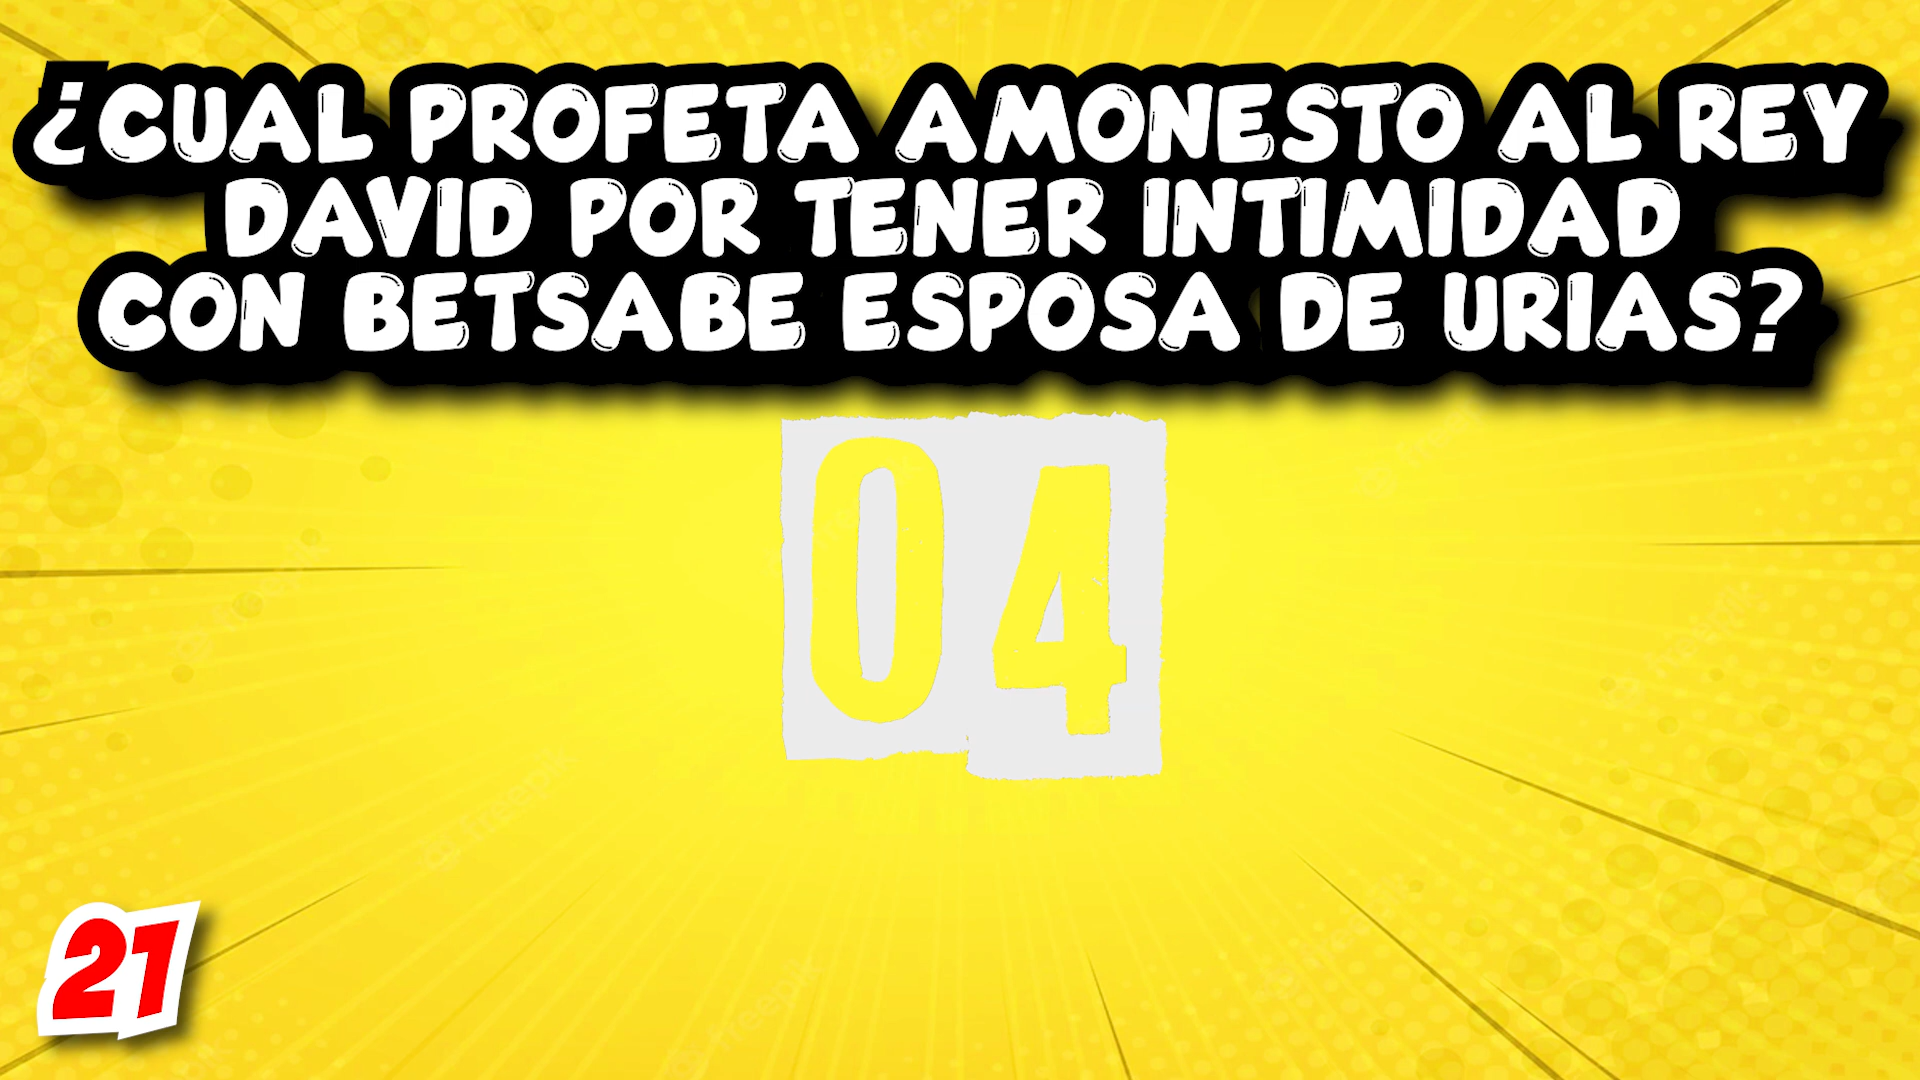 ¿CUAL PROFETA AMONESTO AL REY
DAVID POR TENER INTIMIDAD
CON BETSABE ESPOSA DE URIAS?
04
21